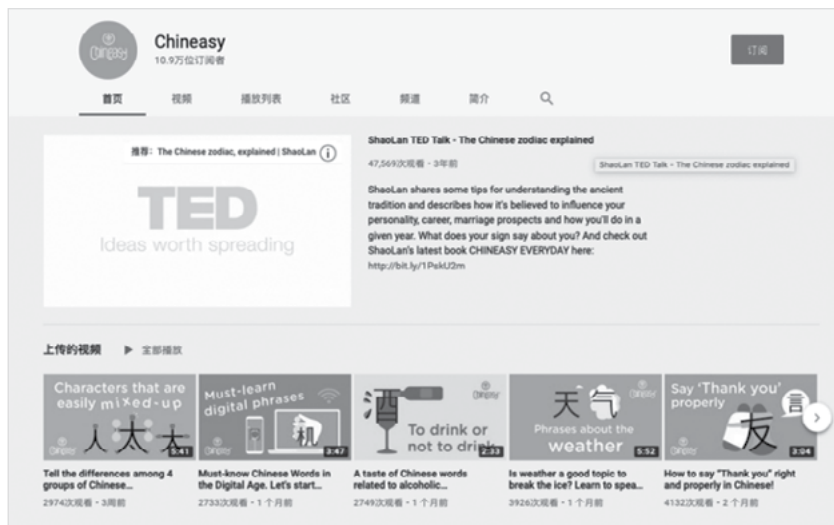 Chineasy
Chineasy
10.9万位订阅者
订阅
首页 视频 播放列表 社区 频道 简介
推荐: The Chinese zodiac, explained | ShaoLan
TED
Ideas worth spreading
ShaoLan TED Talk - The Chinese zodiac explained
47,569次观看 · 3年前
ShaoLan TED Talk - The Chinese zodiac explained
ShaoLan shares some tips for understanding the ancient
tradition and describes how it's believed to influence your
personality, career, marriage prospects and how you'll do in a
given year. What does your sign say about you? And check out
ShaoLan's latest book CHINEASY EVERYDAY here:
http://bit.ly/1PskU2m
上传的视频 ▶ 全部播放
Characters that are
easily mixed-up
人 太 太
Chineasy
5:41
Tell the differences among 4
groups of Chinese...
2974次观看 · 3周前
Must-learn
digital phrases
机
Chineasy
3:47
Must-know Chinese Words in
the Digital Age. Let's start...
2733次观看 · 1个月前
酒
Chineasy
To drink or
not to drink
2:33
A taste of Chinese words
related to alcoholic...
2749次观看 · 1个月前
天气
Chineasy
Phrases about the
weather
5:52
Is weather a good topic to
break the ice? Learn to spea...
3926次观看 · 1个月前
Say 'Thank you'
properly
言
友
Chineasy
3:04
How to say "Thank you" right
and properly in Chinese!
4132次观看 · 2个月前